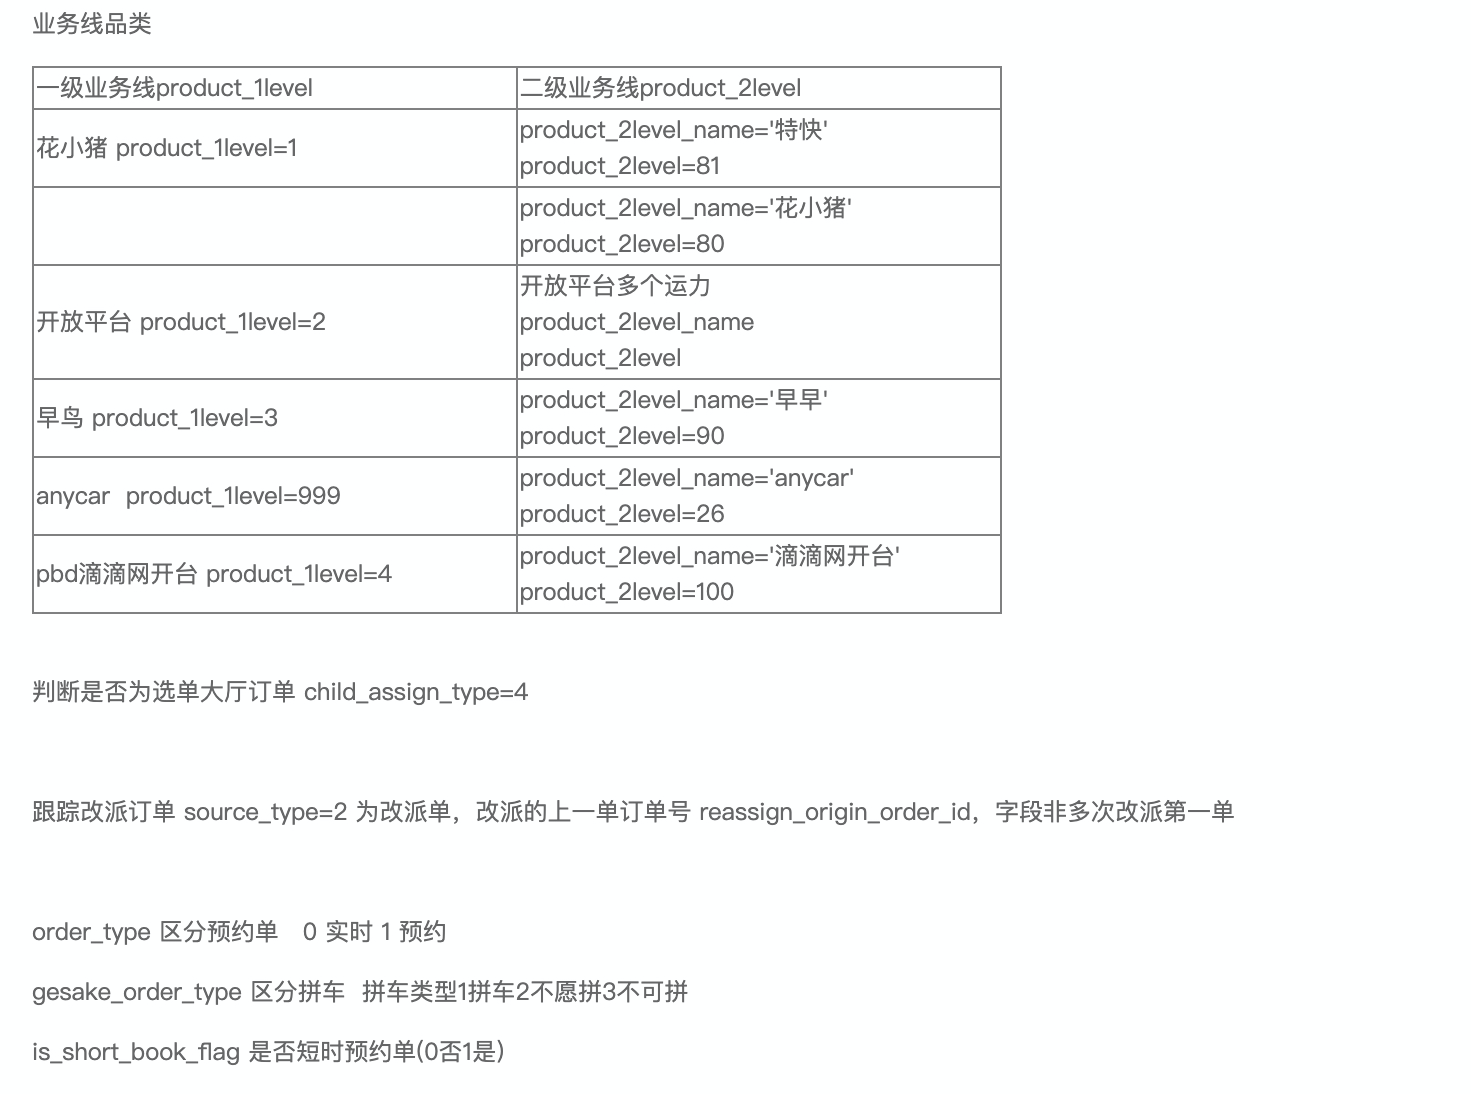 业务线品类
一级业务线product_1level
二级业务线product_2level
花小猪 product_1level=1
product_2level_name='特快'
product_2level=81
product_2level_name='花小猪'
product_2level=80
开放平台 product_1level=2
开放平台多个运力
product_2level_name
product_2level
早鸟 product_1level=3
product_2level_name='早早'
product_2level=90
anycar  product_1level=999
product_2level_name='anycar'
product_2level=26
pbd滴滴网开台 product_1level=4
product_2level_name='滴滴网开台'
product_2level=100
判断是否为选单大厅订单 child_assign_type=4
跟踪改派订单 source_type=2 为改派单，改派的上一单订单号 reassign_origin_order_id，字段非多次改派第一单
order_type 区分预约单   0 实时 1 预约
gesake_order_type 区分拼车  拼车类型1拼车2不愿拼3不可拼
is_short_book_flag 是否短时预约单(0否1是)